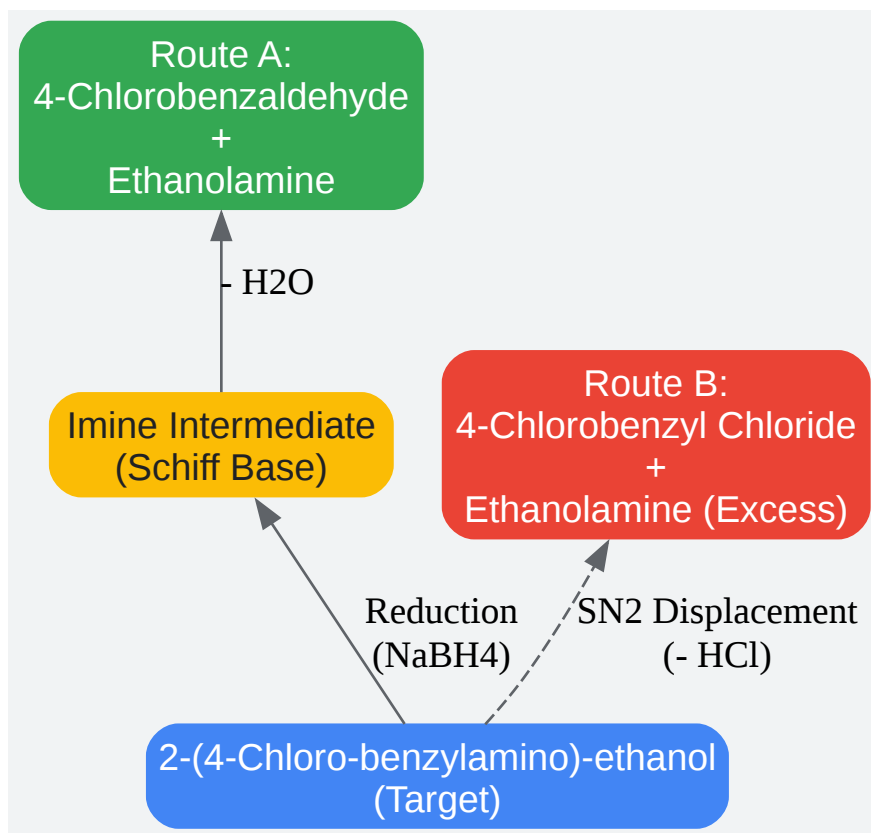 Route A:
4-Chlorobenzaldehyde
+
Ethanolamine
- H2O
Route B:
4-Chlorobenzyl Chloride
+
Ethanolamine (Excess)
Imine Intermediate
(Schiff Base)
Reduction
(NaBH4)
SN2 Displacement
(- HCl)
2-(4-Chloro-benzylamino)-ethanol
(Target)